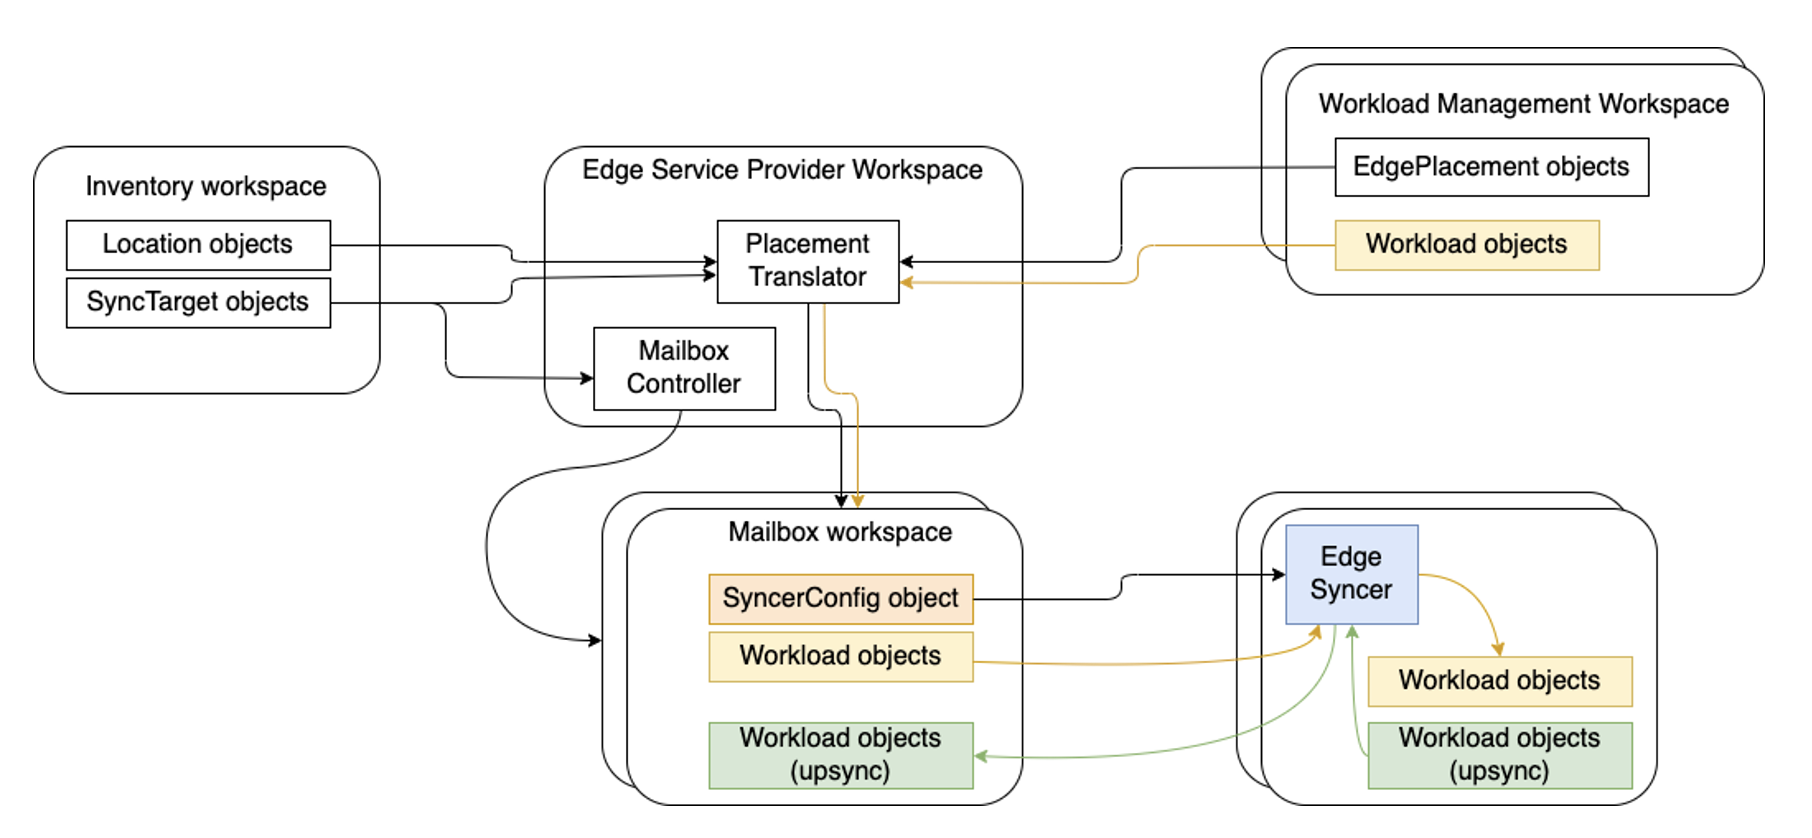 Workload Management Workspace
EdgePlacement objects
Workload objects
Inventory workspace
Location objects
SyncTarget objects
Edge Service Provider Workspace
Placement
Translator
Mailbox
Controller
Mailbox workspace
SyncerConfig object
Workload objects
Workload objects
(upsync)
Edge
Syncer
Workload objects
Workload objects
(upsync)